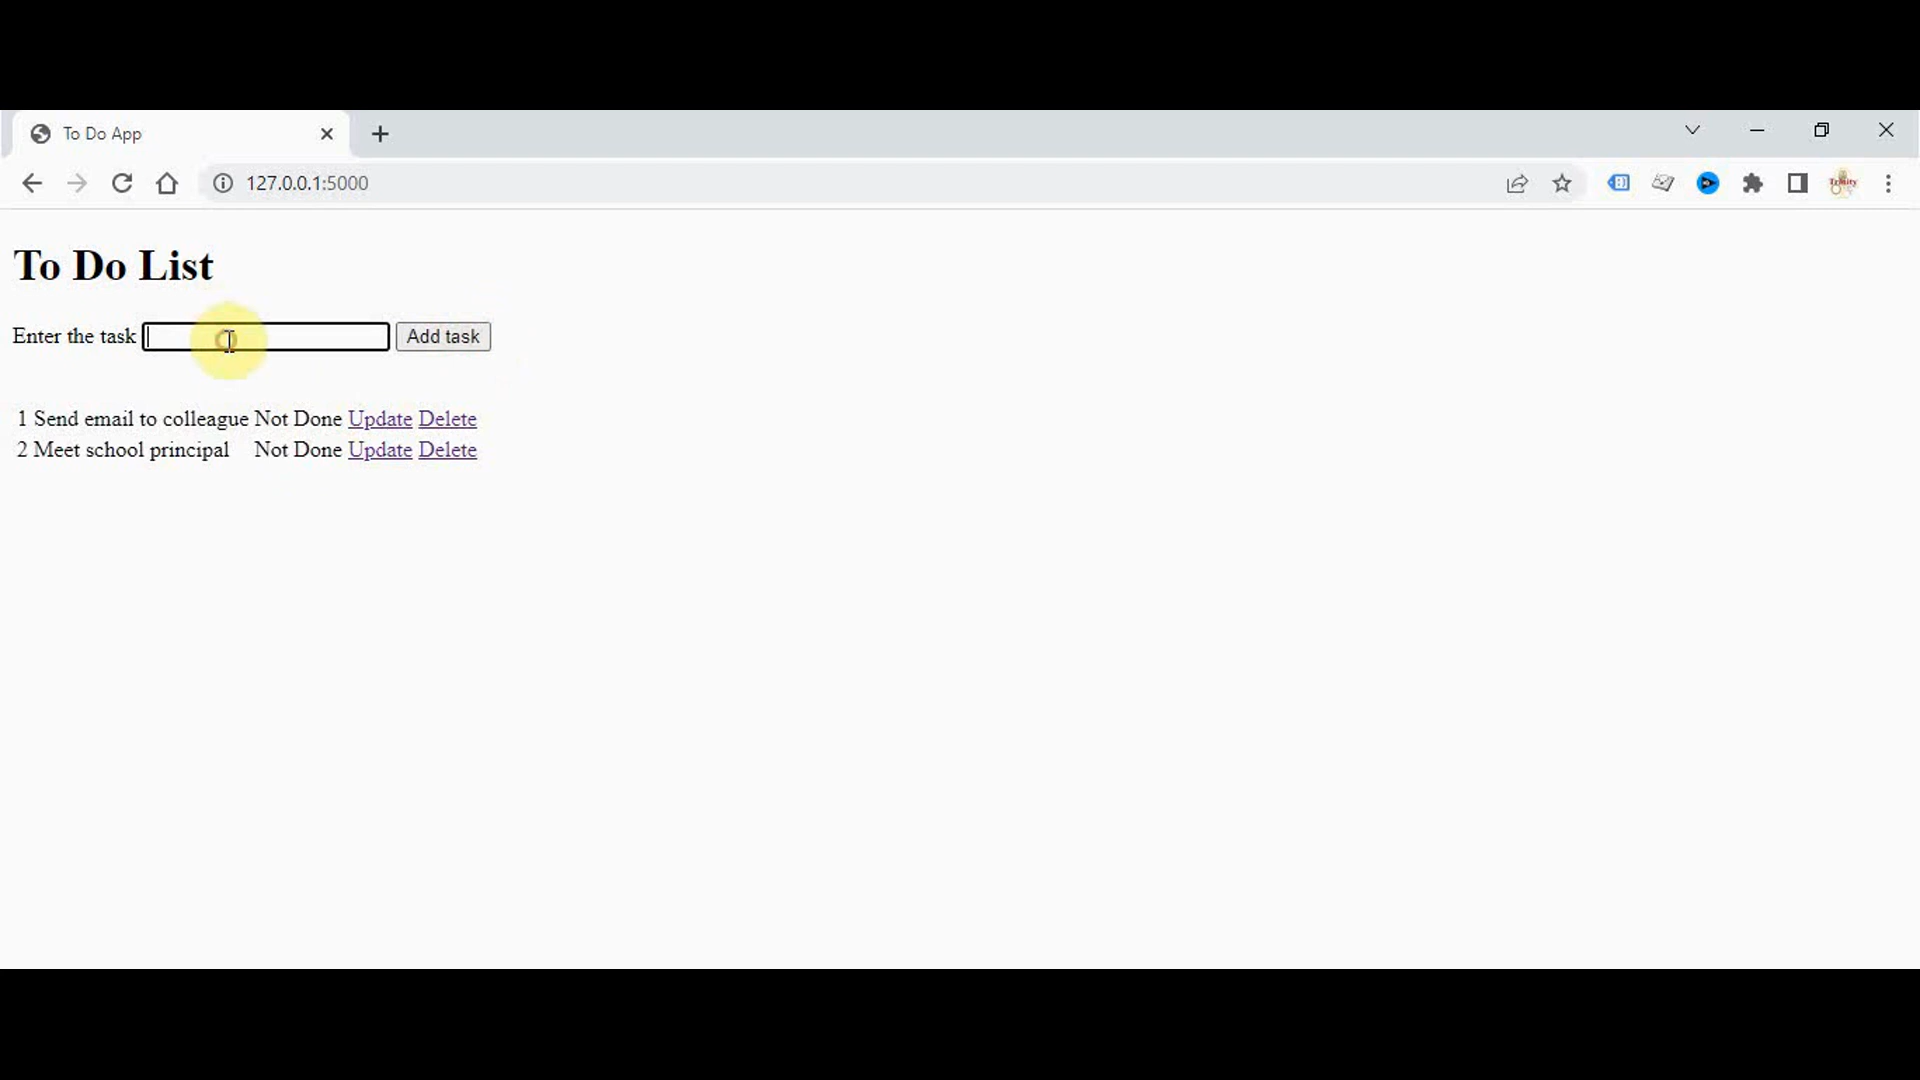 To Do App
127.0.0.1:5000
To Do List
Enter the task Add task
1 Send email to colleague Not Done Update Delete
2 Meet school principal Not Done Update Delete